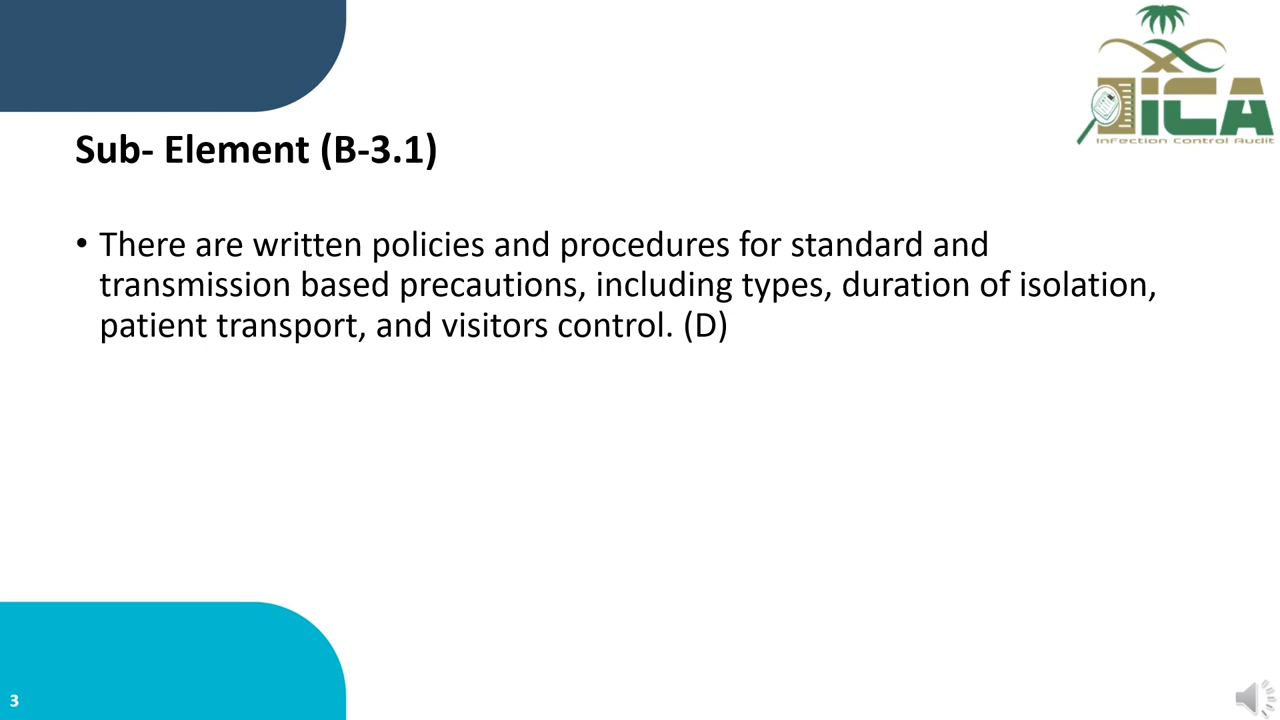 iCA
Infection Control Audit
Sub- Element (B-3.1)
• There are written policies and procedures for standard and
transmission based precautions, including types, duration of isolation,
patient transport, and visitors control. (D)
3